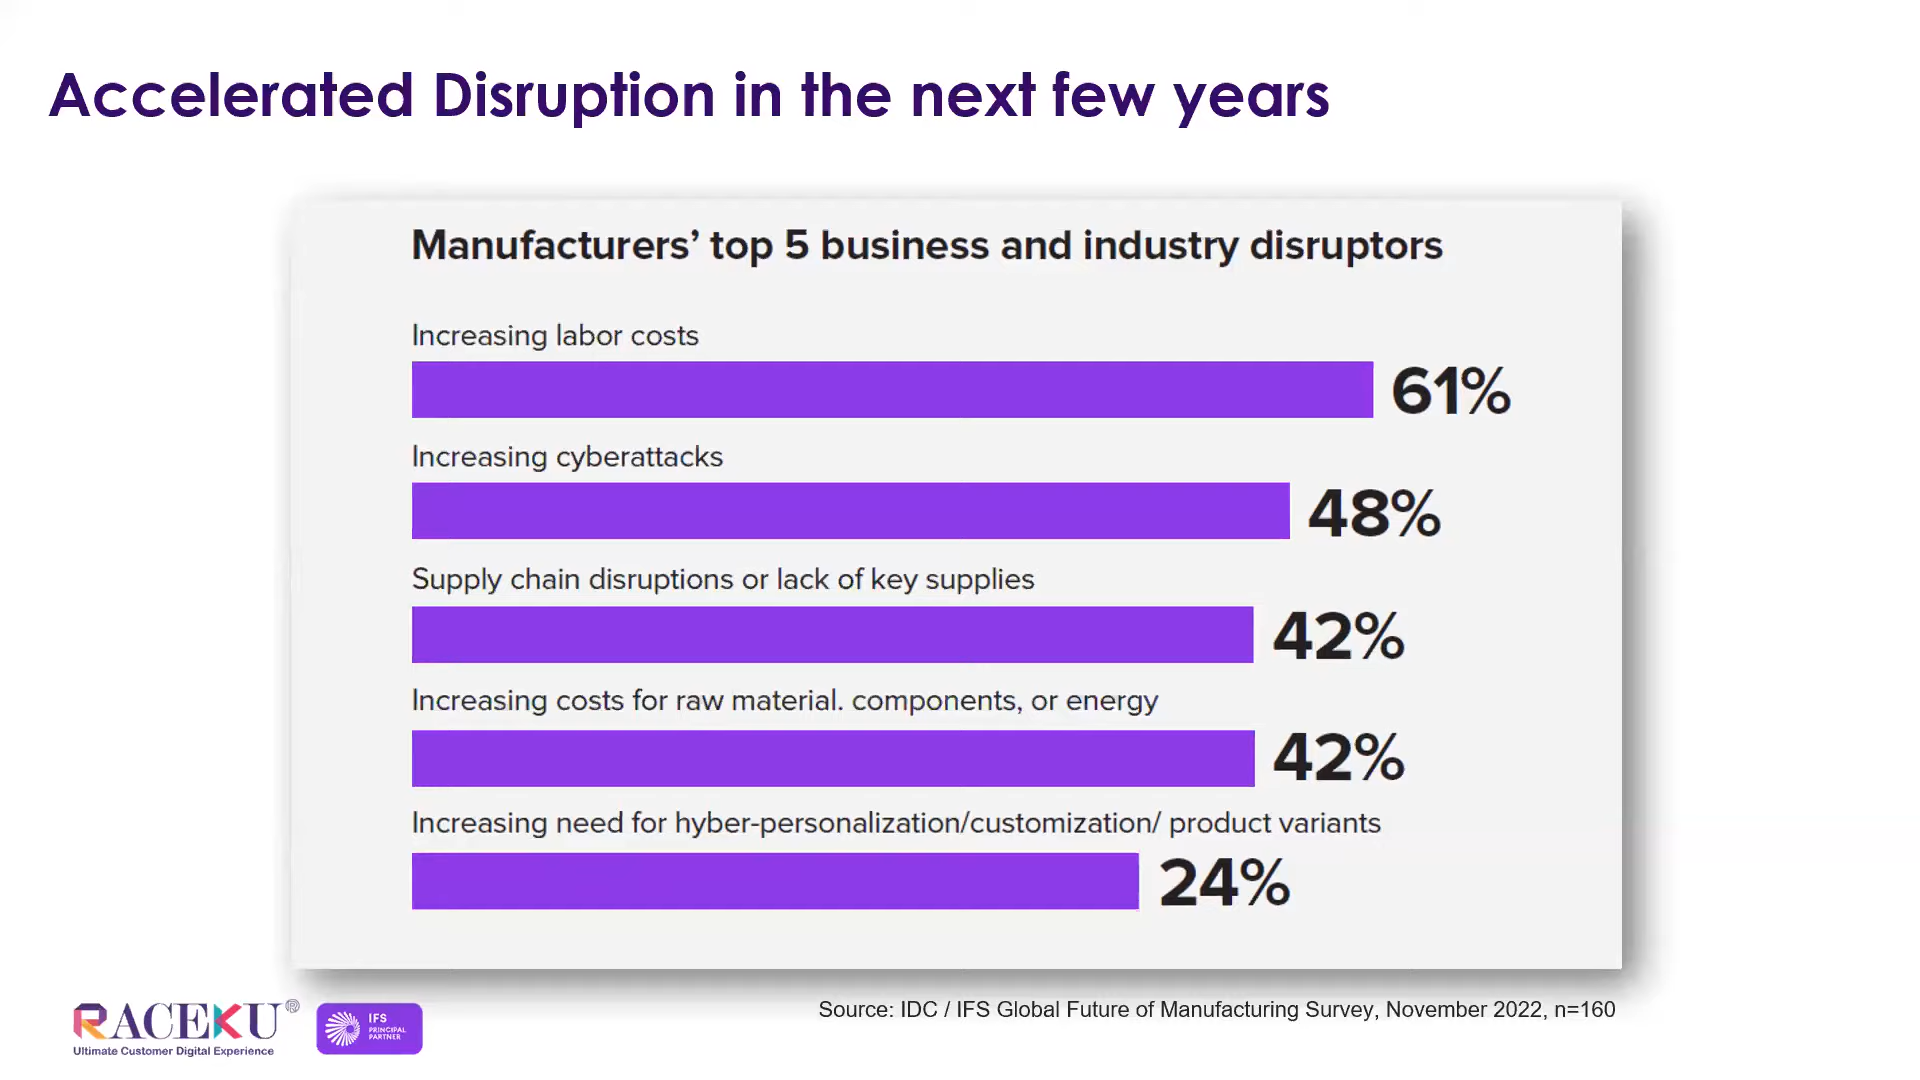 Accelerated Disruption in the next few years
Manufacturers’ top 5 business and industry disruptors
Increasing labor costs
61%
Increasing cyberattacks
48%
Supply chain disruptions or lack of key supplies
42%
Increasing costs for raw material. components, or energy
42%
Increasing need for hyber-personalization/customization/ product variants
24%
RACEKU®
Ultimate Customer Digital Experience
IFS
PRINCIPAL
PARTNER
Source: IDC / IFS Global Future of Manufacturing Survey, November 2022, n=160